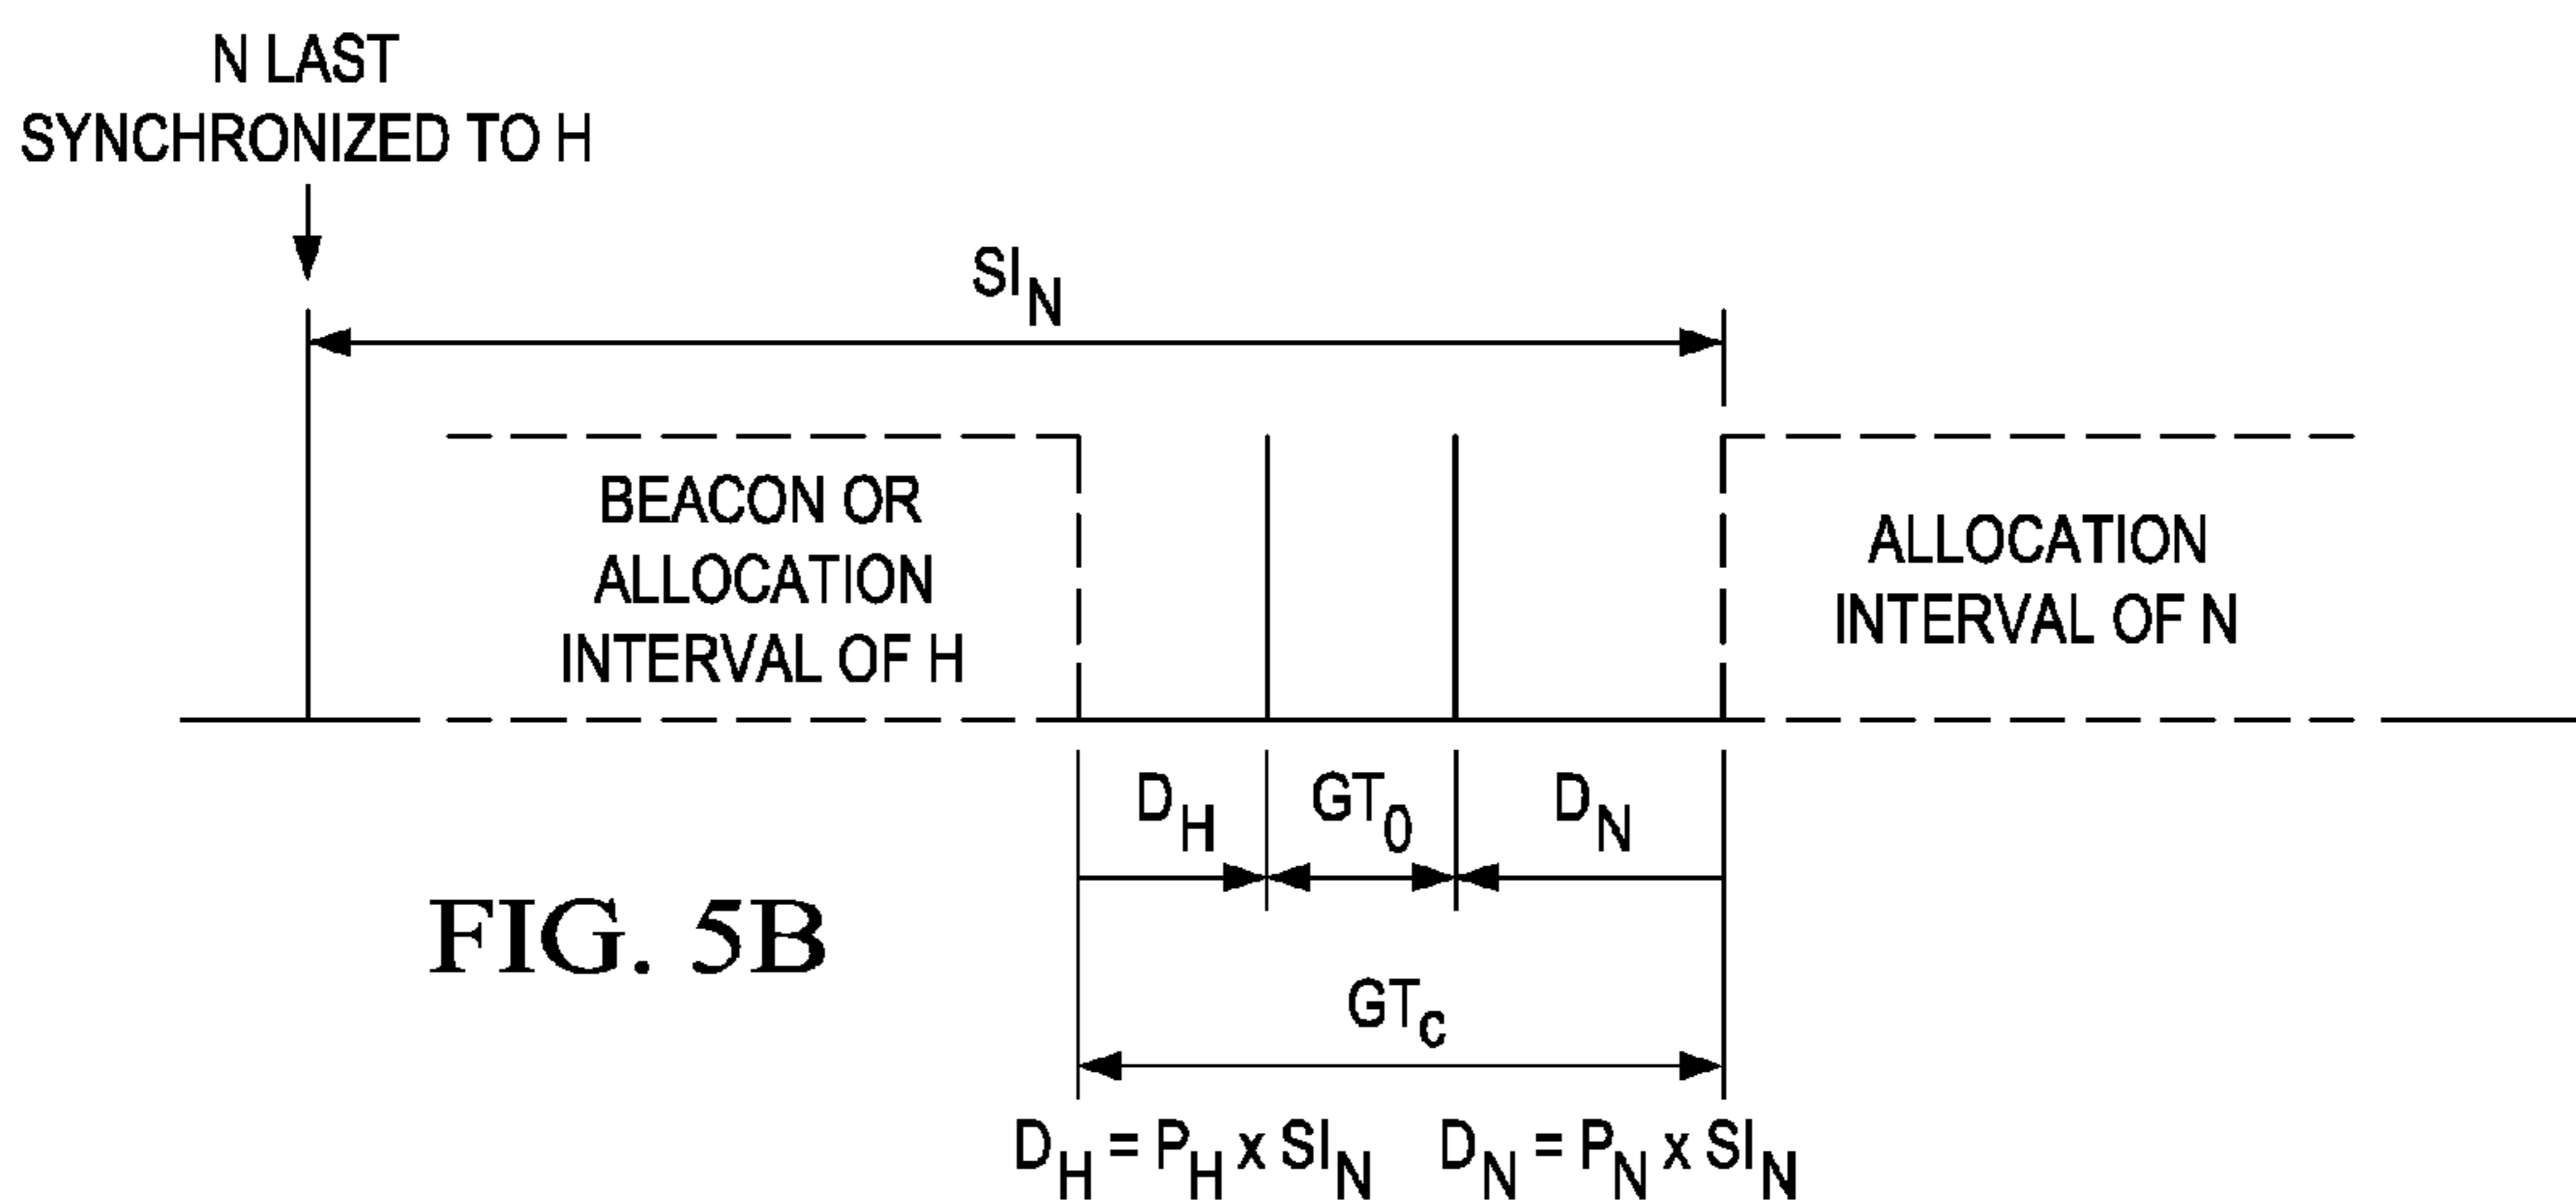 N LAST
SYNCHRONIZED TO H
SI_N
BEACON OR
ALLOCATION
INTERVAL OF H
ALLOCATION
INTERVAL OF N
D_H GT_0 D_N
FIG. 5B
GT_c
D_H = P_H x SI_N D_N = P_N x SI_N